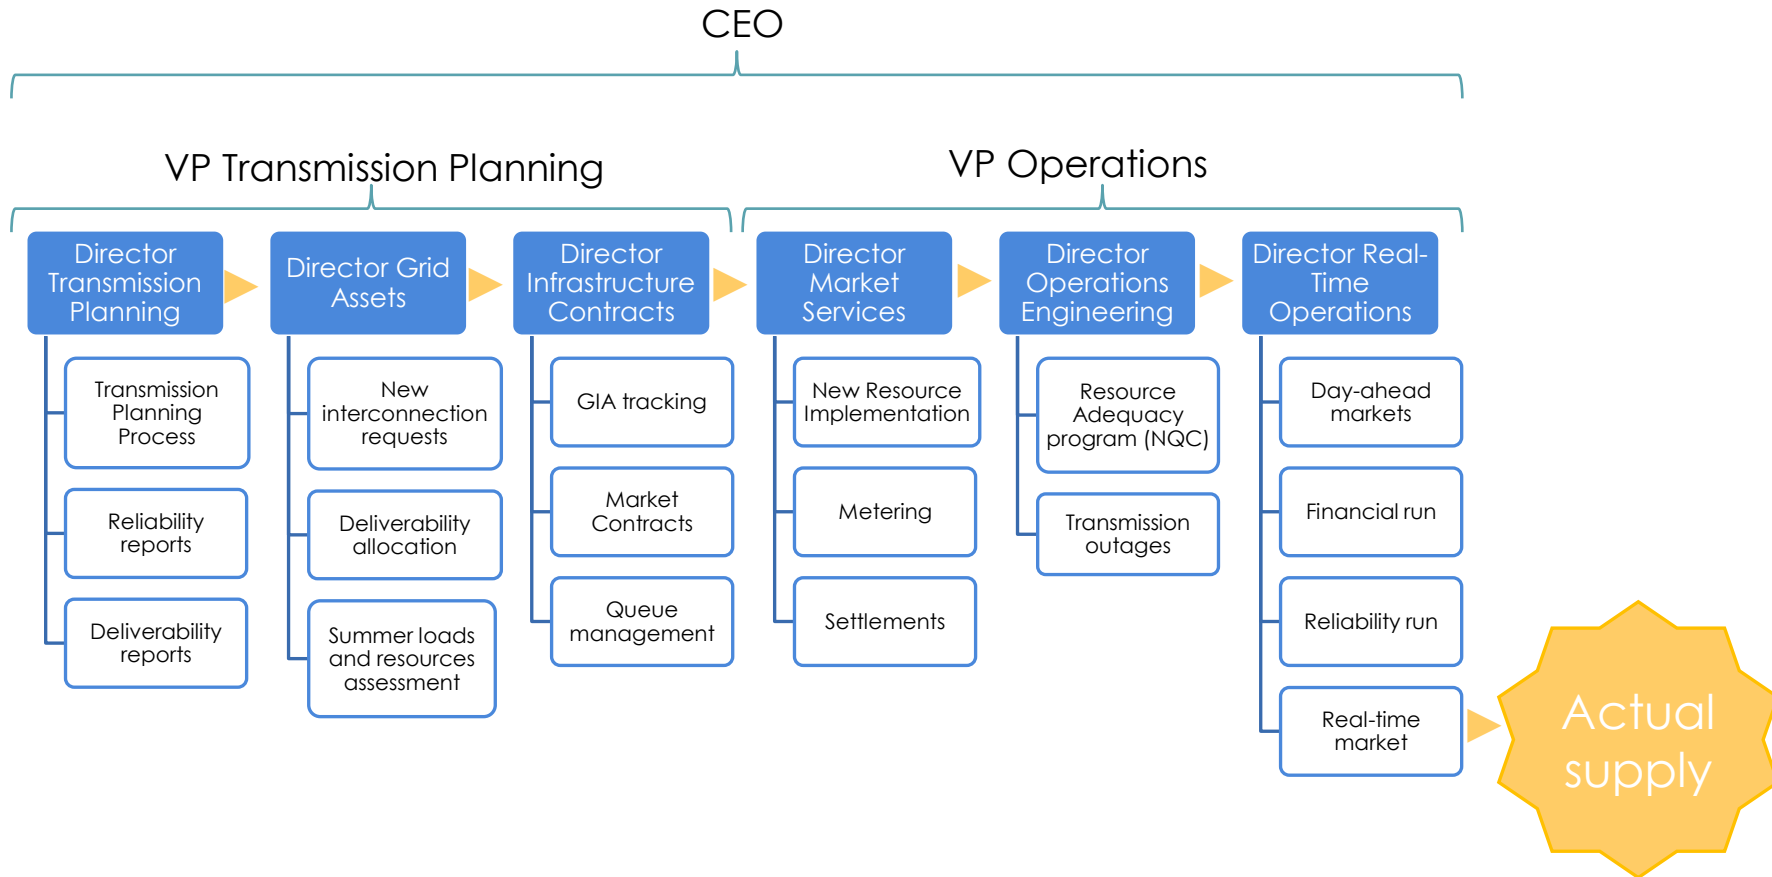 CEO
VP Transmission Planning
VP Operations
Director
Transmission
Planning
Director Grid
Assets
Director
Infrastructure
Contracts
Director
Market
Services
Director
Operations
Engineering
Director Real-
Time
Operations
Transmission
Planning
Process
Reliability
reports
Deliverability
reports
New
interconnection
requests
Deliverability
allocation
Summer loads
and resources
assessment
GIA tracking
Market
Contracts
Queue
management
New Resource
Implementation
Metering
Settlements
Resource
Adequacy
program (NQC)
Transmission
outages
Day-ahead
markets
Financial run
Reliability run
Real-time
market
Actual
supply